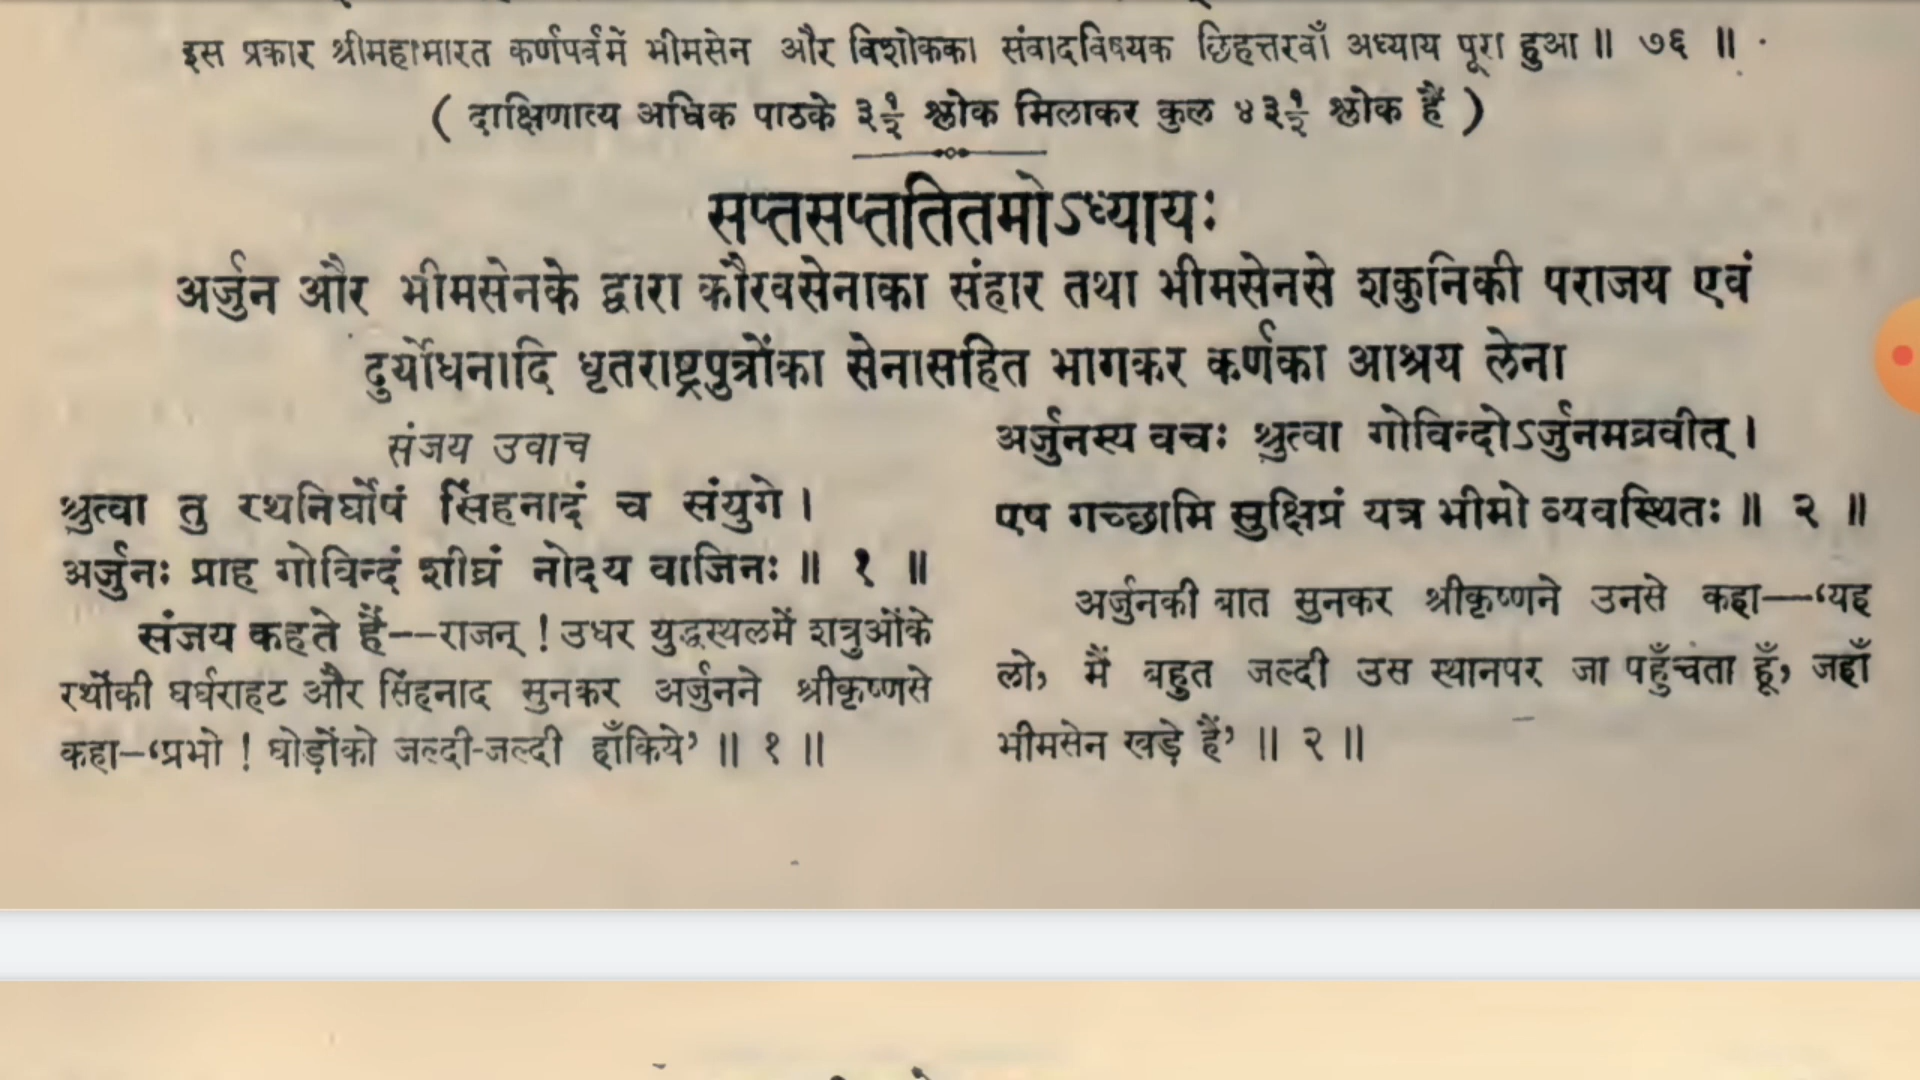 इस प्रकार श्रीमहाभारत कर्णपर्वमें भीमसेन और विशोकका संवादविषयक छिहत्तरवाँ अध्याय पूरा हुआ ॥ ७६ ॥
( दाक्षिणात्य अधिक पाठके ३१/२ श्लोक मिलाकर कुल ४३१/२ श्लोक हैं )
सप्तसप्ततितमोऽध्यायः
अर्जुन और भीमसेनके द्वारा कौरवसेनाका संहार तथा भीमसेनसे शकुनिकी पराजय एवं
दुर्योधनादि धृतराष्ट्रपुत्रोंका सेनासहित भागकर कर्णका आश्रय लेना
संजय उवाच
श्रुत्वा तु रथनिर्घोषं सिंहनादं च संयुगे ।
अर्जुनः प्राह गोविन्दं शीघ्रं नोदय वाजिनः ॥ १ ॥
संजय कहते हैं--राजन् ! उधर युद्धस्थलमें शत्रुओंके
रथोंकी घर्घराहट और सिंहनाद सुनकर अर्जुनने श्रीकृष्णसे
कहा–‘प्रभो ! घोड़ोंको जल्दी-जल्दी हाँकिये’ ॥ १ ॥
अर्जुनस्य वचः श्रुत्वा गोविन्दोऽर्जुनमब्रवीत् ।
एष गच्छामि सुक्षिप्रं यत्र भीमो व्यवस्थितः ॥ २ ॥
अर्जुनकी बात सुनकर श्रीकृष्णने उनसे कहा—‘यह
लो, मैं बहुत जल्दी उस स्थानपर जा पहुँचता हूँ, जहाँ
भीमसेन खड़े हैं’ ॥ २ ॥